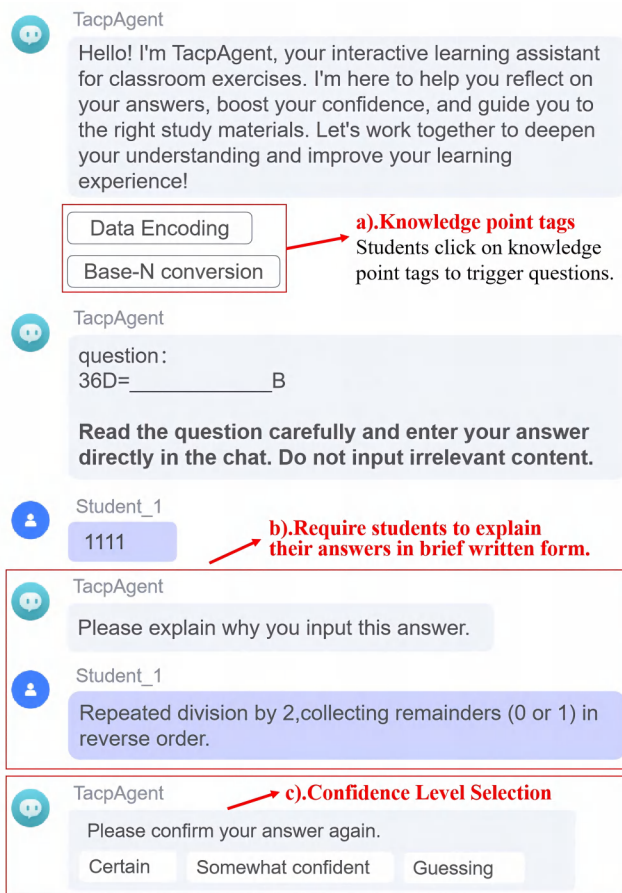 TacpAgent
Hello! I'm TacpAgent, your interactive learning assistant
for classroom exercises. I'm here to help you reflect on
your answers, boost your confidence, and guide you to
the right study materials. Let's work together to deepen
your understanding and improve your learning
experience!
Data Encoding
Base-N conversion
a).Knowledge point tags
Students click on knowledge
point tags to trigger questions.
TacpAgent
question:
36D=____________B
Read the question carefully and enter your answer
directly in the chat. Do not input irrelevant content.
Student_1
1111
b).Require students to explain
their answers in brief written form.
TacpAgent
Please explain why you input this answer.
Student_1
Repeated division by 2,collecting remainders (0 or 1) in
reverse order.
TacpAgent
c).Confidence Level Selection
Please confirm your answer again.
Certain Somewhat confident Guessing